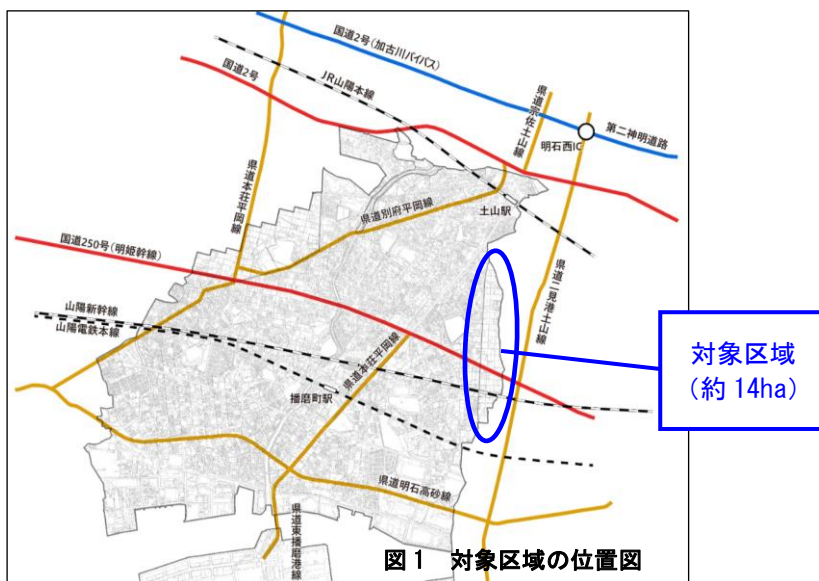 国道2号(加古川バイパス)
国道2号
JR山陽本線
県道宗佐土山線
第二神明道路
明石西IC
県道本荘平岡線
県道別府平岡線
土山駅
国道250号(明姫幹線)
県道二見港土山線
山陽新幹線
山陽電鉄本線
県道本荘平岡線
対象区域
(約14ha)
播磨町駅
県道明石高砂線
県道東播磨港線
図1 対象区域の位置図